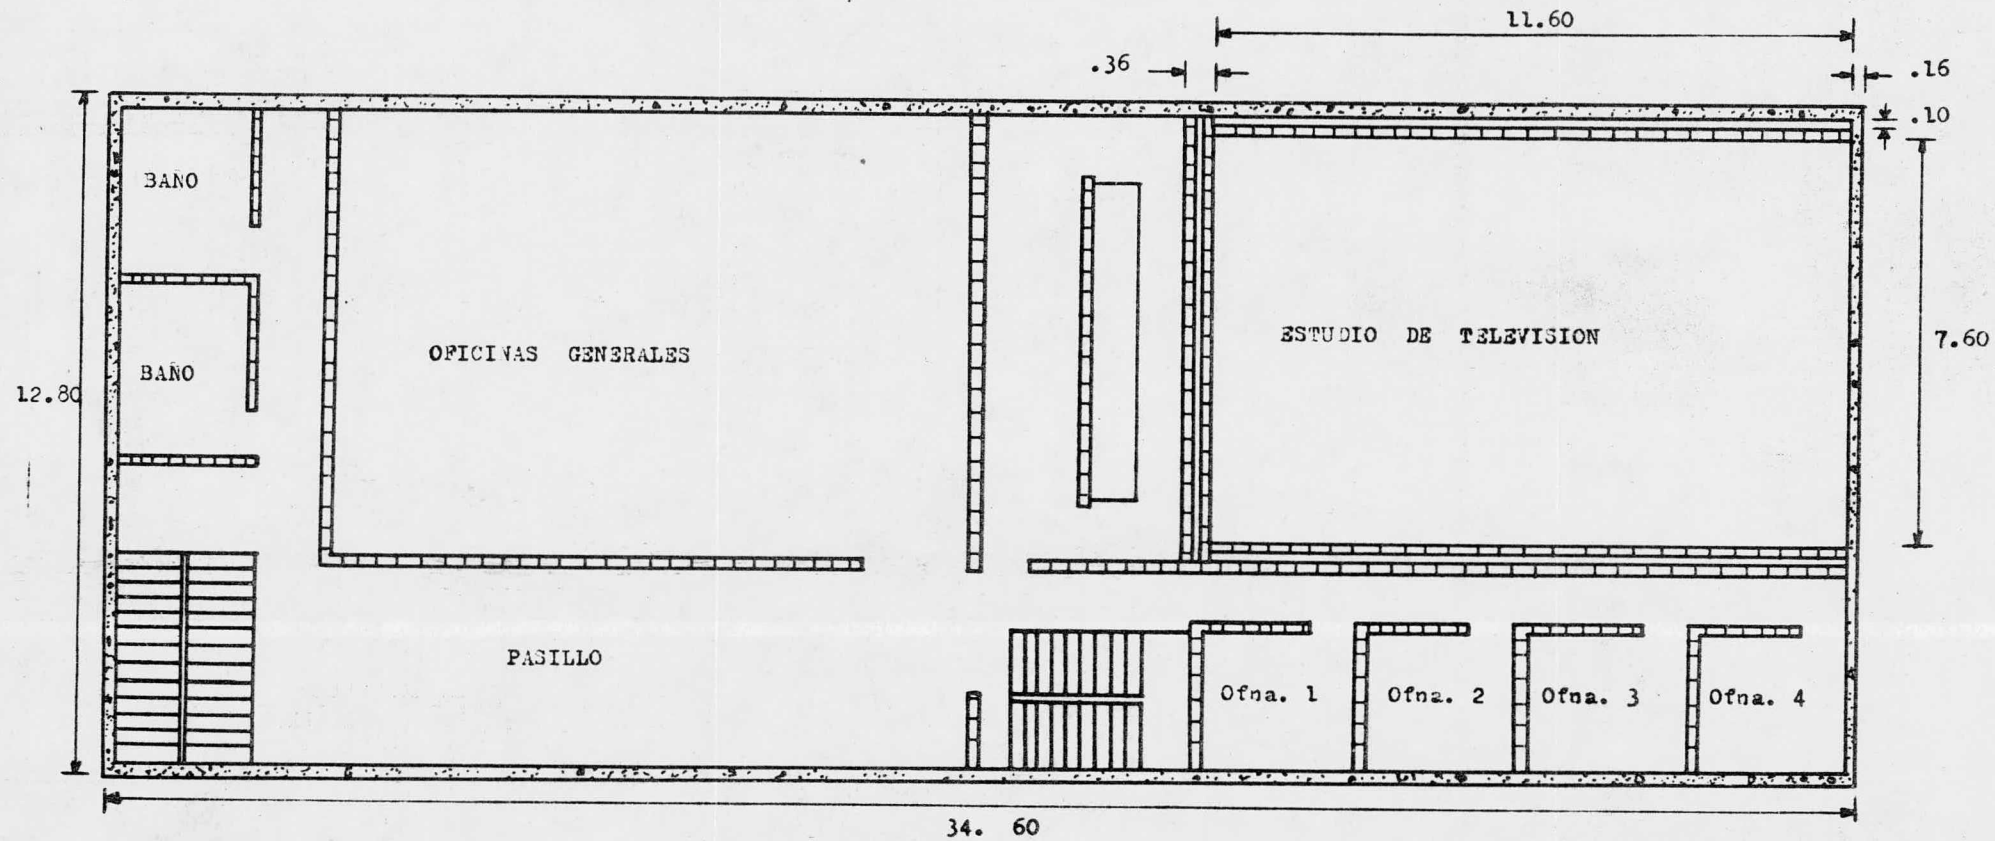 11.60
.36
.16
.10
BAÑO
7.60
ESTUDIO DE TELEVISION
OFICINAS GENERALES
BAÑO
12.80
PASILLO
Ofna. 1
Ofna. 2
Ofna. 3
Ofna. 4
34. 60